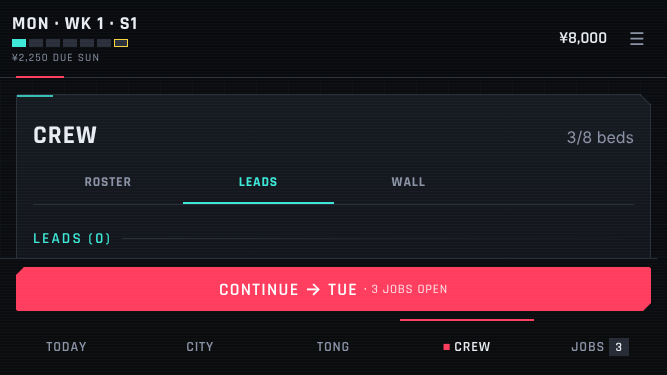 MON · WK 1 · S1
¥2,250 DUE SUN
¥8,000 ☰
CREW
3/8 beds
ROSTER LEADS WALL
LEADS (0)
CONTINUE → TUE · 3 JOBS OPEN
TODAY CITY TONG CREW JOBS 3